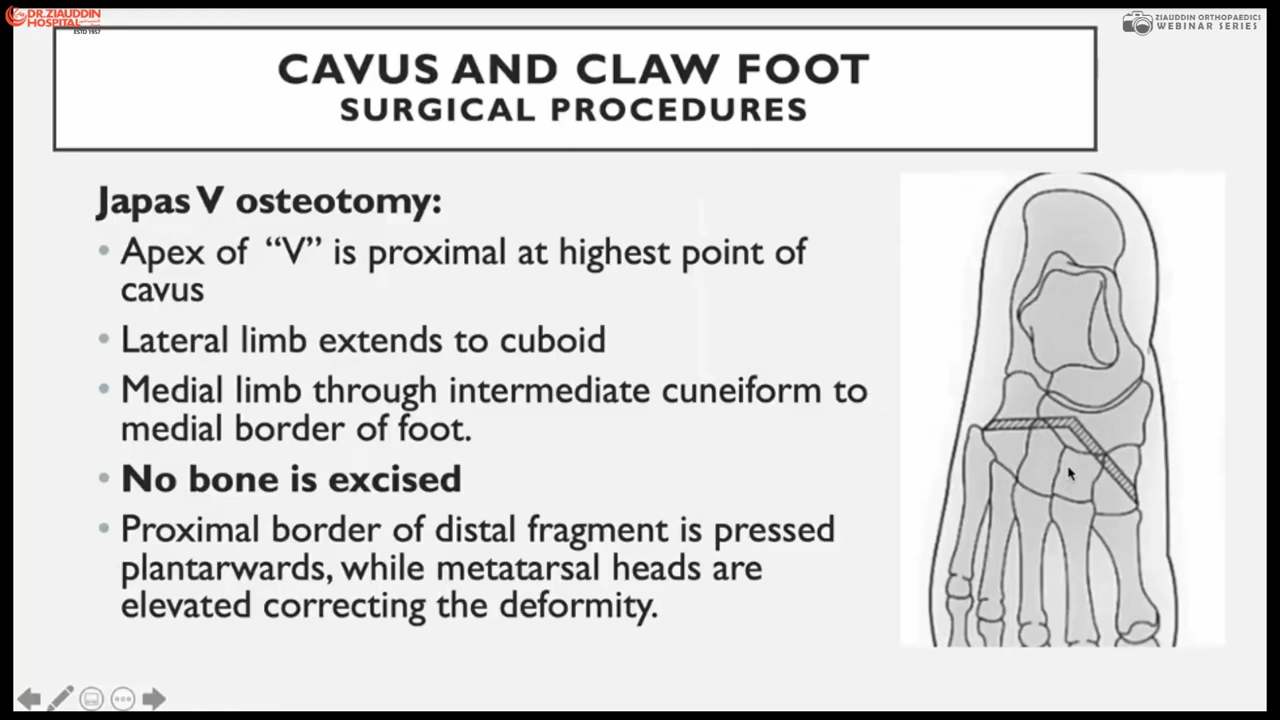 DR.ZIAUDDIN
HOSPITAL
ESTD 1957
ZIAUDDIN ORTHOPAEDICS
WEBINAR SERIES
CAVUS AND CLAW FOOT
SURGICAL PROCEDURES
Japas V osteotomy:
• Apex of “V” is proximal at highest point of
cavus
• Lateral limb extends to cuboid
• Medial limb through intermediate cuneiform to
medial border of foot.
• No bone is excised
• Proximal border of distal fragment is pressed
plantarwards, while metatarsal heads are
elevated correcting the deformity.